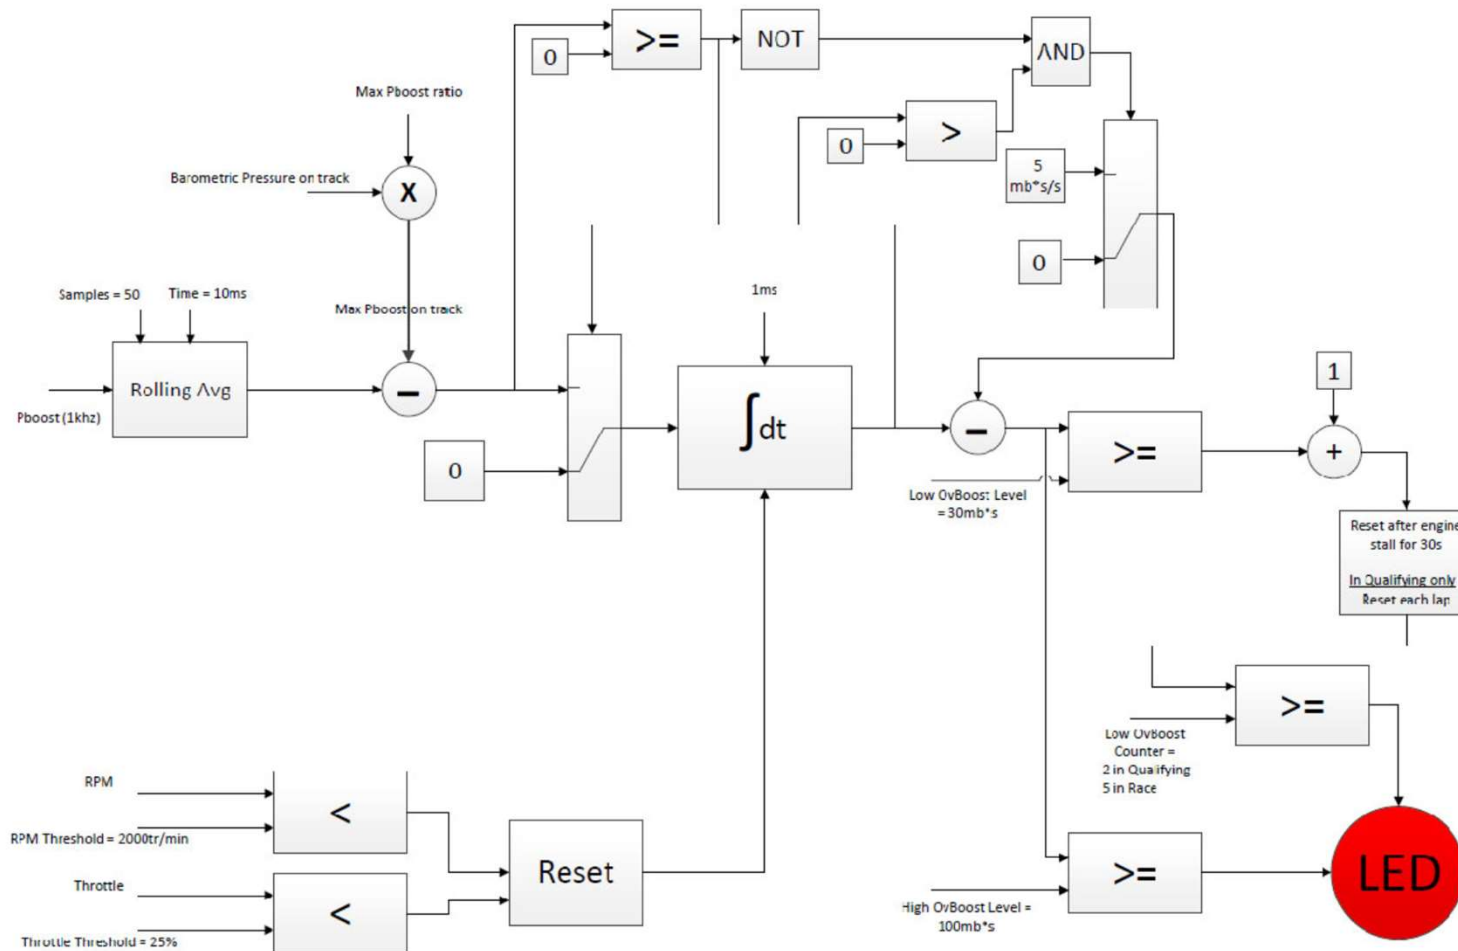 >=
NOT
AND
0
Max Pboost ratio
>
0
5
mb*s/s
Barometric Pressure on track
X
0
Samples = 50
Time = 10ms
1ms
Max Pboost on track
Rolling Avg
−
Pboost (1khz)
0
∫dt
−
>=
1
+
Low OvBoost Level
= 30mb*s
Reset after engine
stall for 30s
In Qualifying only
Reset each lap
>=
Low OvBoost
Counter =
2 in Qualifying
5 in Race
RPM
<
RPM Threshold = 2000tr/min
Reset
Throttle
<
Throttle Threshold = 25%
>=
LED
High OvBoost Level =
100mb*s